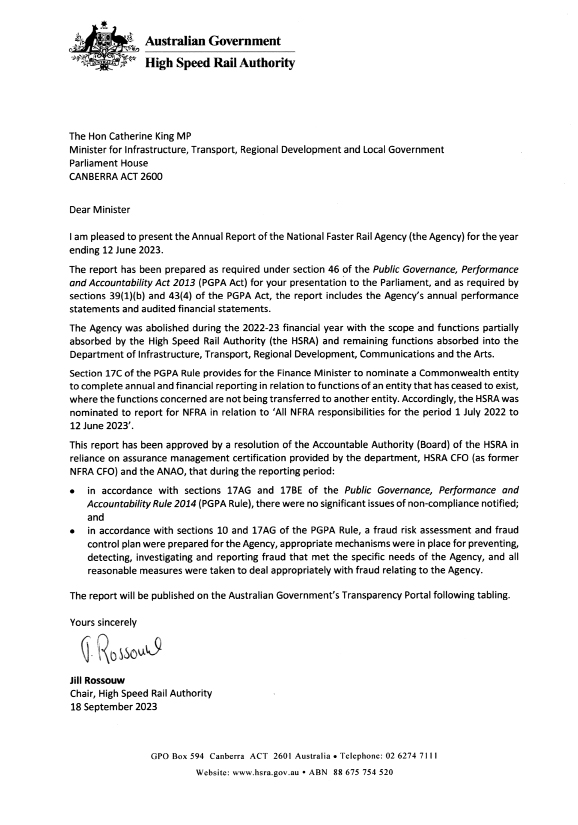 Australian Government
High Speed Rail Authority
The Hon Catherine King MP
Minister for Infrastructure, Transport, Regional Development and Local Government
Parliament House
CANBERRA ACT 2600
Dear Minister
I am pleased to present the Annual Report of the National Faster Rail Agency (the Agency) for the year
ending 12 June 2023.
The report has been prepared as required under section 46 of the Public Governance, Performance
and Accountability Act 2013 (PGPA Act) for your presentation to the Parliament, and as required by
sections 39(1)(b) and 43(4) of the PGPA Act, the report includes the Agency's annual performance
statements and audited financial statements.
The Agency was abolished during the 2022-23 financial year with the scope and functions partially
absorbed by the High Speed Rail Authority (the HSRA) and remaining functions absorbed into the
Department of Infrastructure, Transport, Regional Development, Communications and the Arts.
Section 17C of the PGPA Rule provides for the Finance Minister to nominate a Commonwealth entity
to complete annual and financial reporting in relation to functions of an entity that has ceased to exist,
where the functions concerned are not being transferred to another entity. Accordingly, the HSRA was
nominated to report for NFRA in relation to 'All NFRA responsibilities for the period 1 July 2022 to
12 June 2023'.
This report has been approved by a resolution of the Accountable Authority (Board) of the HSRA in
reliance on assurance management certification provided by the department, HSRA CFO (as former
NFRA CFO) and the ANAO, that during the reporting period:
• in accordance with sections 17AG and 17BE of the Public Governance, Performance and
Accountability Rule 2014 (PGPA Rule), there were no significant issues of non-compliance notified;
and
• in accordance with sections 10 and 17AG of the PGPA Rule, a fraud risk assessment and fraud
control plan were prepared for the Agency, appropriate mechanisms were in place for preventing,
detecting, investigating and reporting fraud that met the specific needs of the Agency, and all
reasonable measures were taken to deal appropriately with fraud relating to the Agency.
The report will be published on the Australian Government's Transparency Portal following tabling.
Yours sincerely
J. Rossouw
Jill Rossouw
Chair, High Speed Rail Authority
18 September 2023
GPO Box 594 Canberra ACT 2601 Australia • Telephone: 02 6274 7111
Website: www.hsra.gov.au • ABN 88 675 754 520